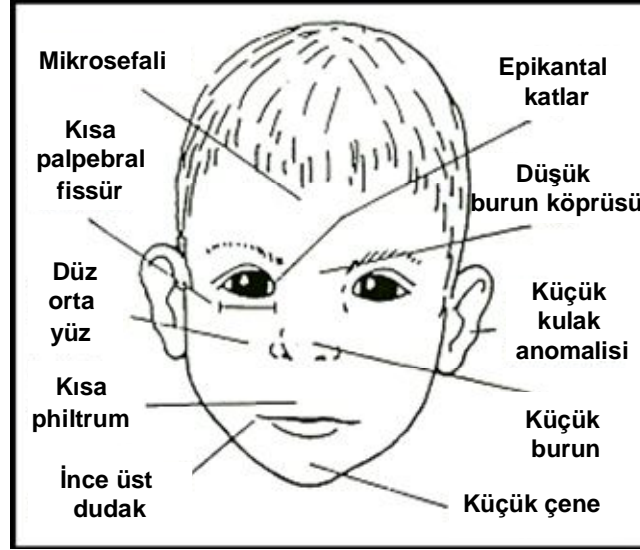 Mikrosefali
Kısa
palpebral
fissür
Düz
orta
yüz
Kısa
philtrum
İnce üst
dudak
Epikantal
katlar
Düşük
burun köprüsü
Küçük
kulak
anomalisi
Küçük
burun
Küçük çene